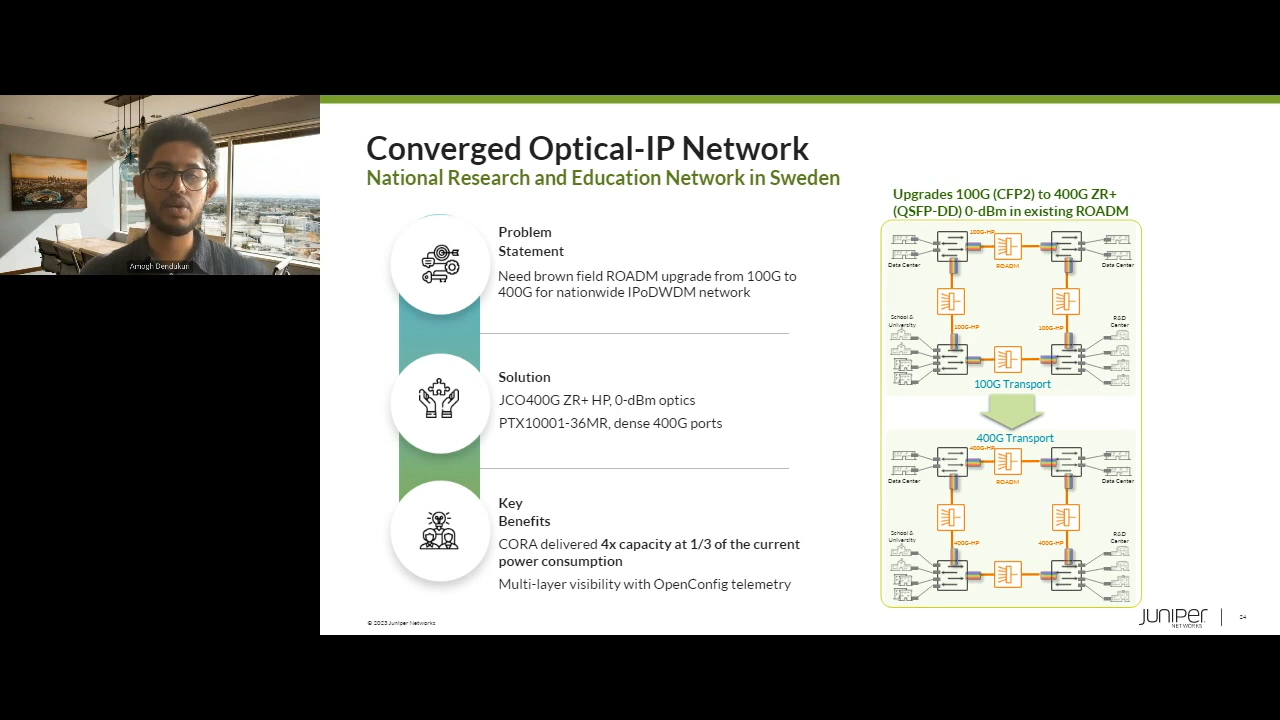 Amogh Dendukuri
Converged Optical-IP Network
National Research and Education Network in Sweden
Problem
Statement
Need brown field ROADM upgrade from 100G to
400G for nationwide IPoDWDM network
Solution
JCO400G ZR+ HP, 0-dBm optics
PTX10001-36MR, dense 400G ports
Key
Benefits
CORA delivered 4x capacity at 1/3 of the current
power consumption
Multi-layer visibility with OpenConfig telemetry
Upgrades 100G (CFP2) to 400G ZR+
(QSFP-DD) 0-dBm in existing ROADM
100G-HP
Data Center
ROADM
Data Center
School &
University
100G-HP
100G-HP
R&D
Center
100G Transport
400G Transport
400G-HP
Data Center
ROADM
Data Center
School &
University
400G-HP
400G-HP
R&D
Center
© 2023 Juniper Networks
JUNIPER
NETWORKS
24